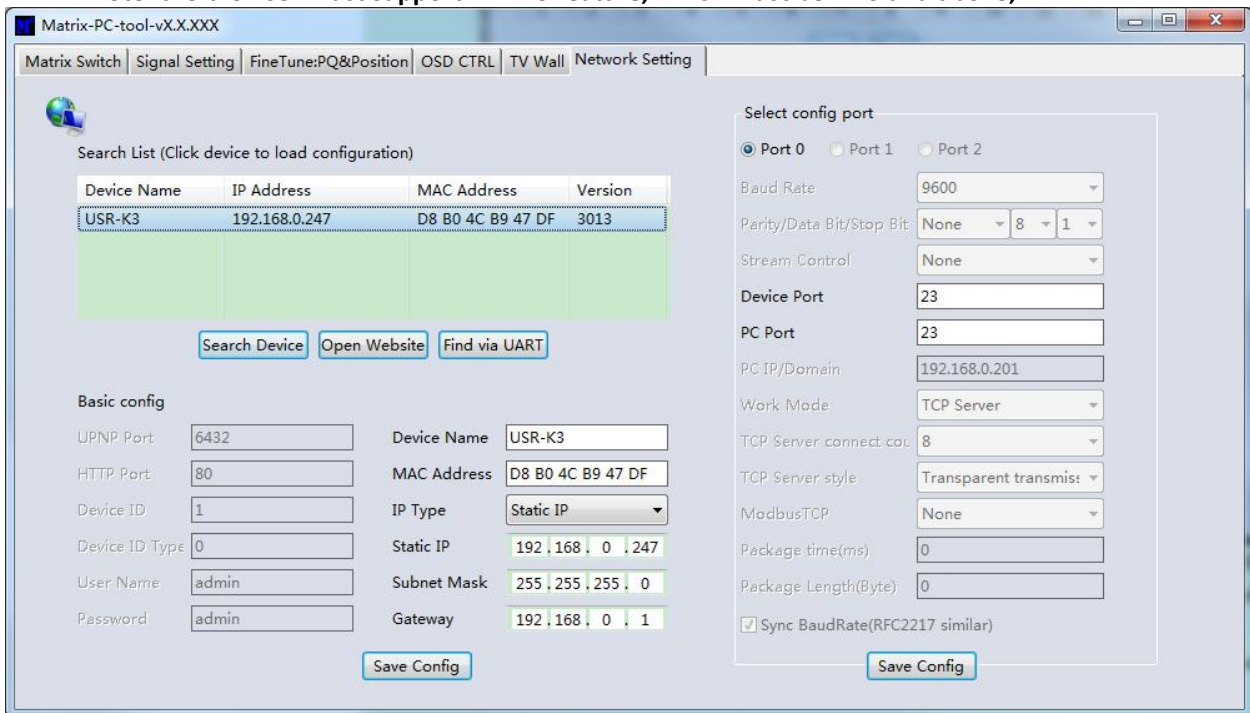 Matrix-PC-tool-vX.X.XXX
Matrix Switch Signal Setting FineTune:PQ&Position OSD CTRL TV Wall Network Setting
Search List (Click device to load configuration)
Device Name IP Address MAC Address Version
USR-K3 192.168.0.247 D8 B0 4C B9 47 DF 3013
Search Device Open Website Find via UART
Basic config
UPNP Port 6432 Device Name USR-K3
HTTP Port 80 MAC Address D8 B0 4C B9 47 DF
Device ID 1 IP Type Static IP
Device ID Type 0 Static IP 192 . 168 . 0 . 247
User Name admin Subnet Mask 255 . 255 . 255 . 0
Password admin Gateway 192 . 168 . 0 . 1
Save Config
Select config port
Port 0 Port 1 Port 2
Baud Rate 9600
Parity/Data Bit/Stop Bit None 8 1
Stream Control None
Device Port 23
PC Port 23
PC IP/Domain 192.168.0.201
Work Mode TCP Server
TCP Server connect cou 8
TCP Server style Transparent transmis
ModbusTCP None
Package time(ms) 0
Package Length(Byte) 0
Sync BaudRate(RFC2217 similar)
Save Config